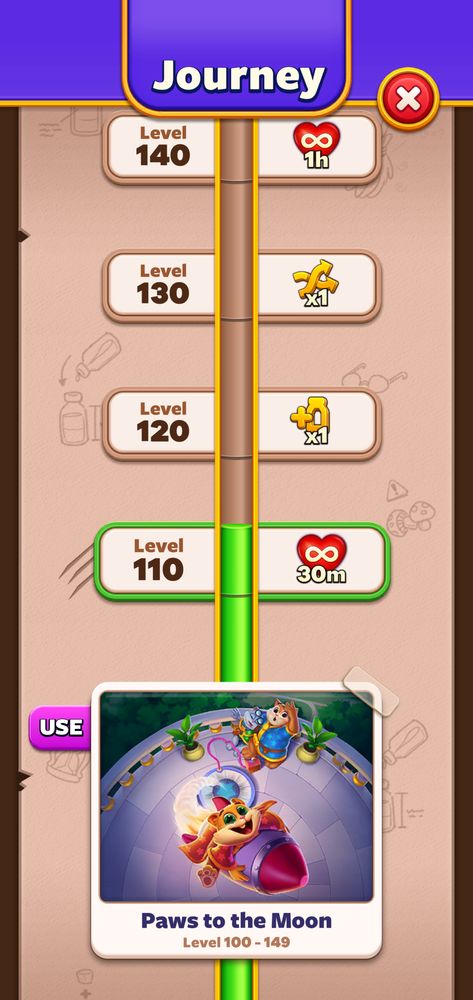 Journey
Level
140
1h
Level
130
x1
Level
120
x1
Level
110
30m
USE
Paws to the Moon
Level 100 - 149